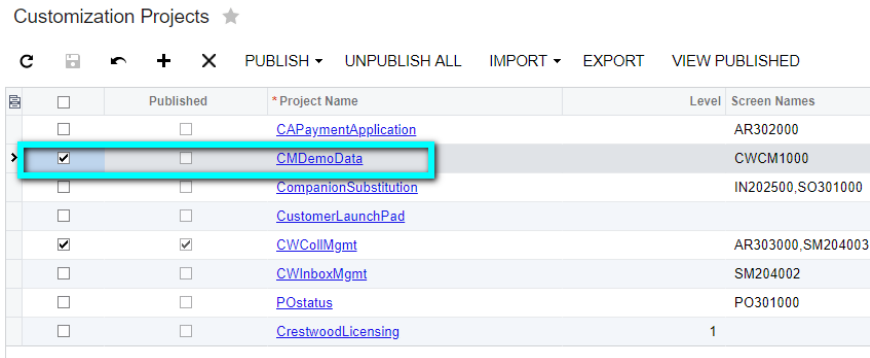 Customization Projects
PUBLISH UNPUBLISH ALL IMPORT EXPORT VIEW PUBLISHED
Published * Project Name Level Screen Names
CAPaymentApplication AR302000
CMDemoData CWCM1000
CompanionSubstitution IN202500,SO301000
CustomerLaunchPad
CWCollMgmt AR303000,SM204003
CWInboxMgmt SM204002
POstatus PO301000
CrestwoodLicensing 1